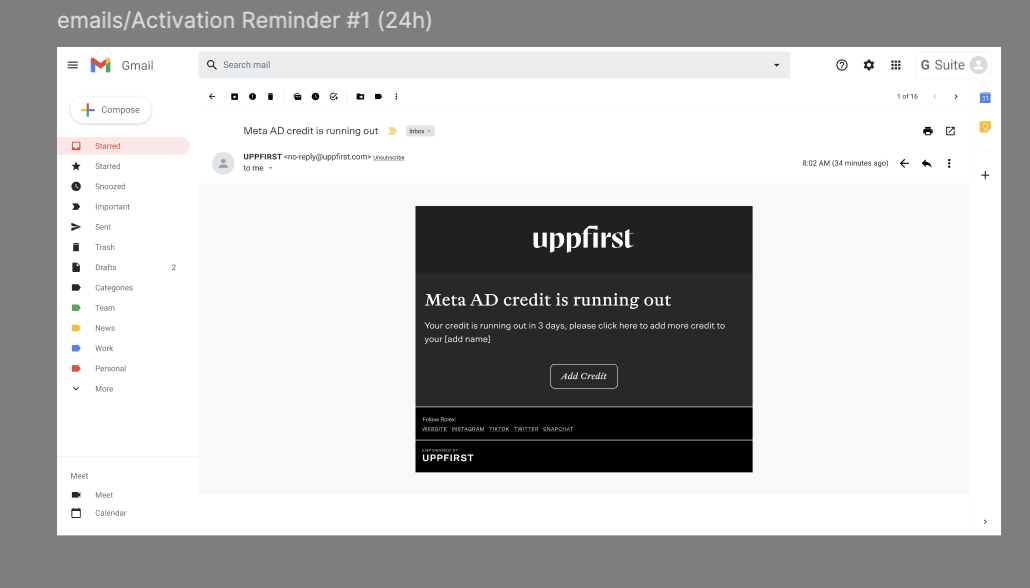 emails/Activation Reminder #1 (24h)
Gmail
Search mail
G Suite
Compose
1 of 16
31
Meta AD credit is running out
Inbox ×
Starred
Starred
Snoozed
Important
Sent
Trash
Drafts 2
Categories
Team
News
Work
Personal
More
UPPFIRST <no-reply@uppfirst.com> Unsubscribe
to me
8:02 AM (34 minutes ago)
uppfirst
Meta AD credit is running out
Your credit is running out in 3 days, please click here to add more credit to
your [add name]
Add Credit
Follow Rolex:
WEBSITE INSTAGRAM TIKTOK TWITTER SNAPCHAT
EMPOWERED BY
UPPFIRST
Meet
Meet
Calendar